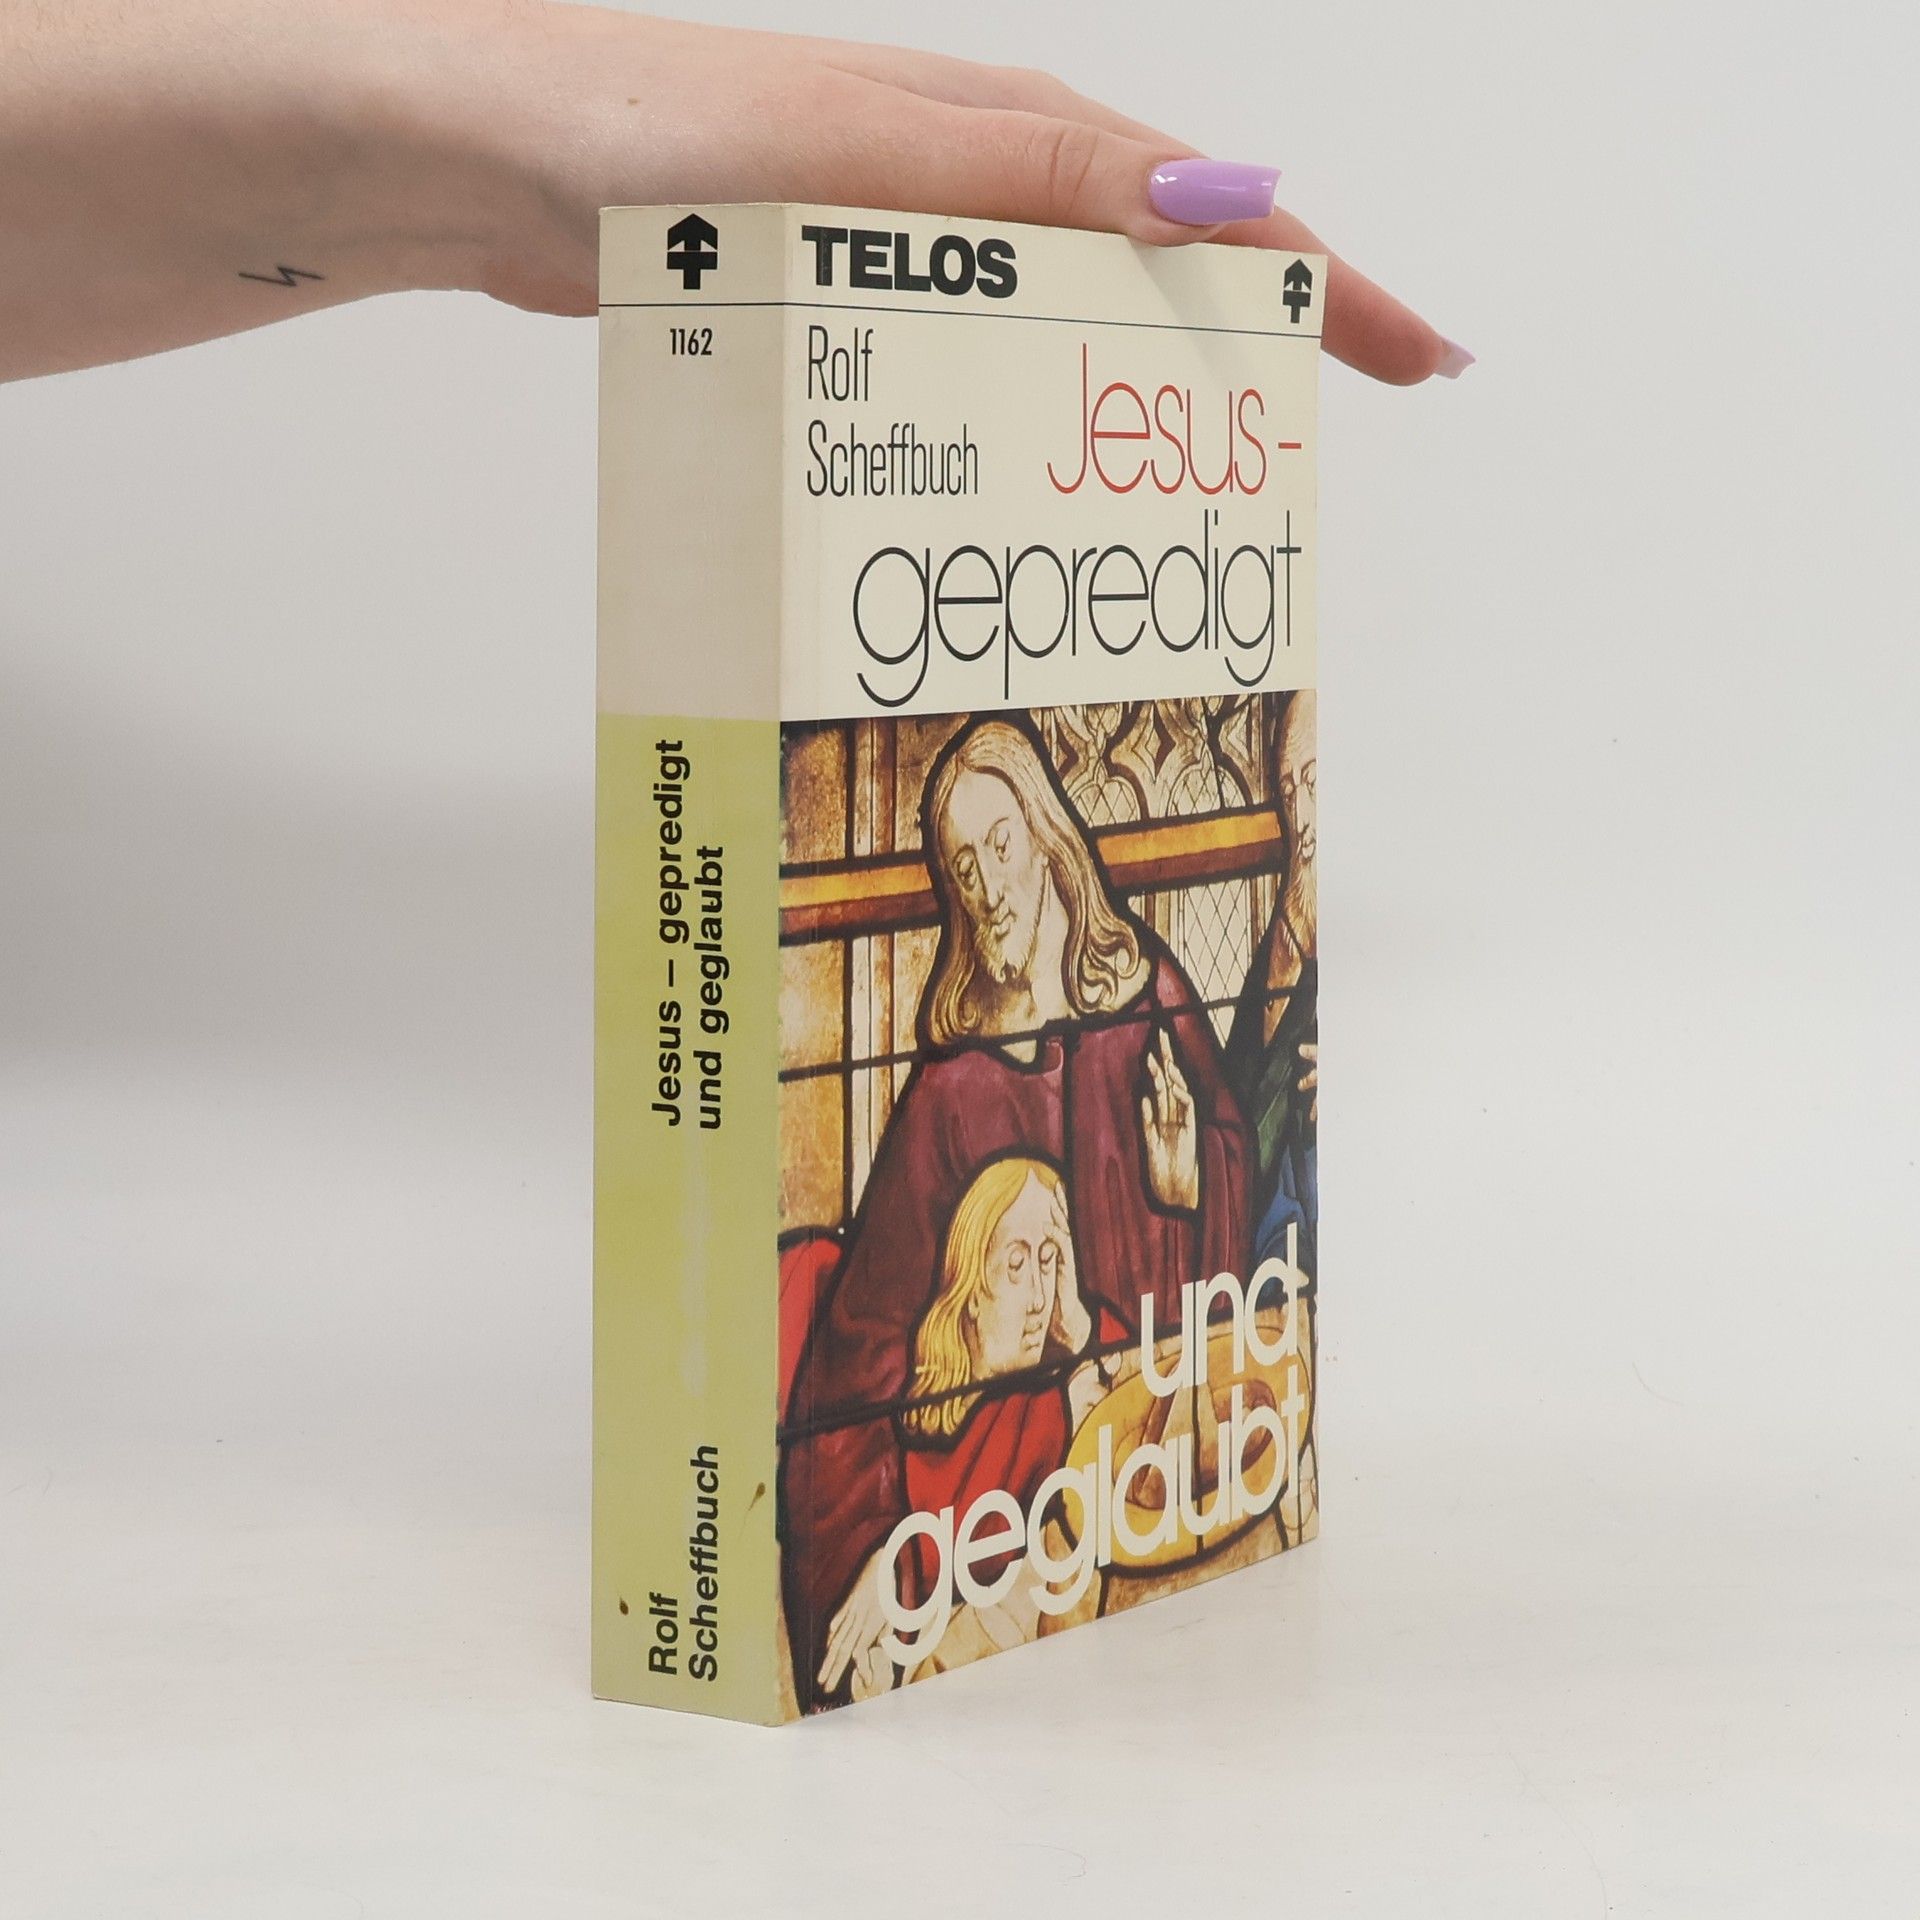 TELOS
Rolf
Scheffbuch
Jesus –
gepredigt
und
geglaubt
1162
Jesus – gepredigt
und geglaubt
Rolf
Scheffbuch